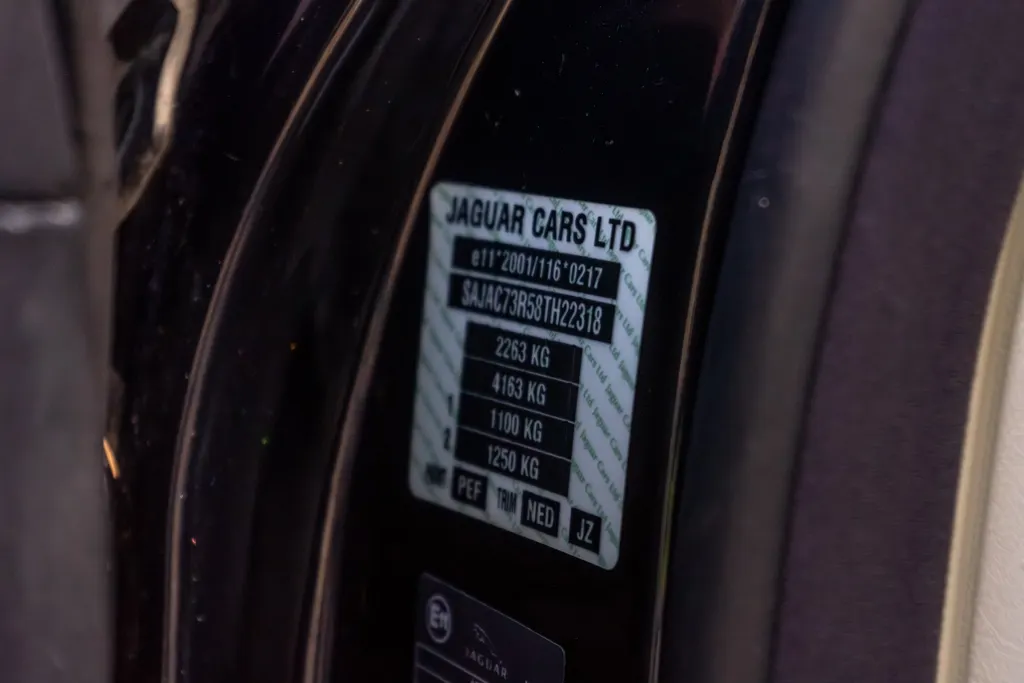 JAGUAR CARS LTD
e11*2001/116*0217
SAJAC73R58TH22318
2263 KG
4163 KG
1 1100 KG
2 1250 KG
PAINT PEF TRIM NED JZ
E11
JAGUAR